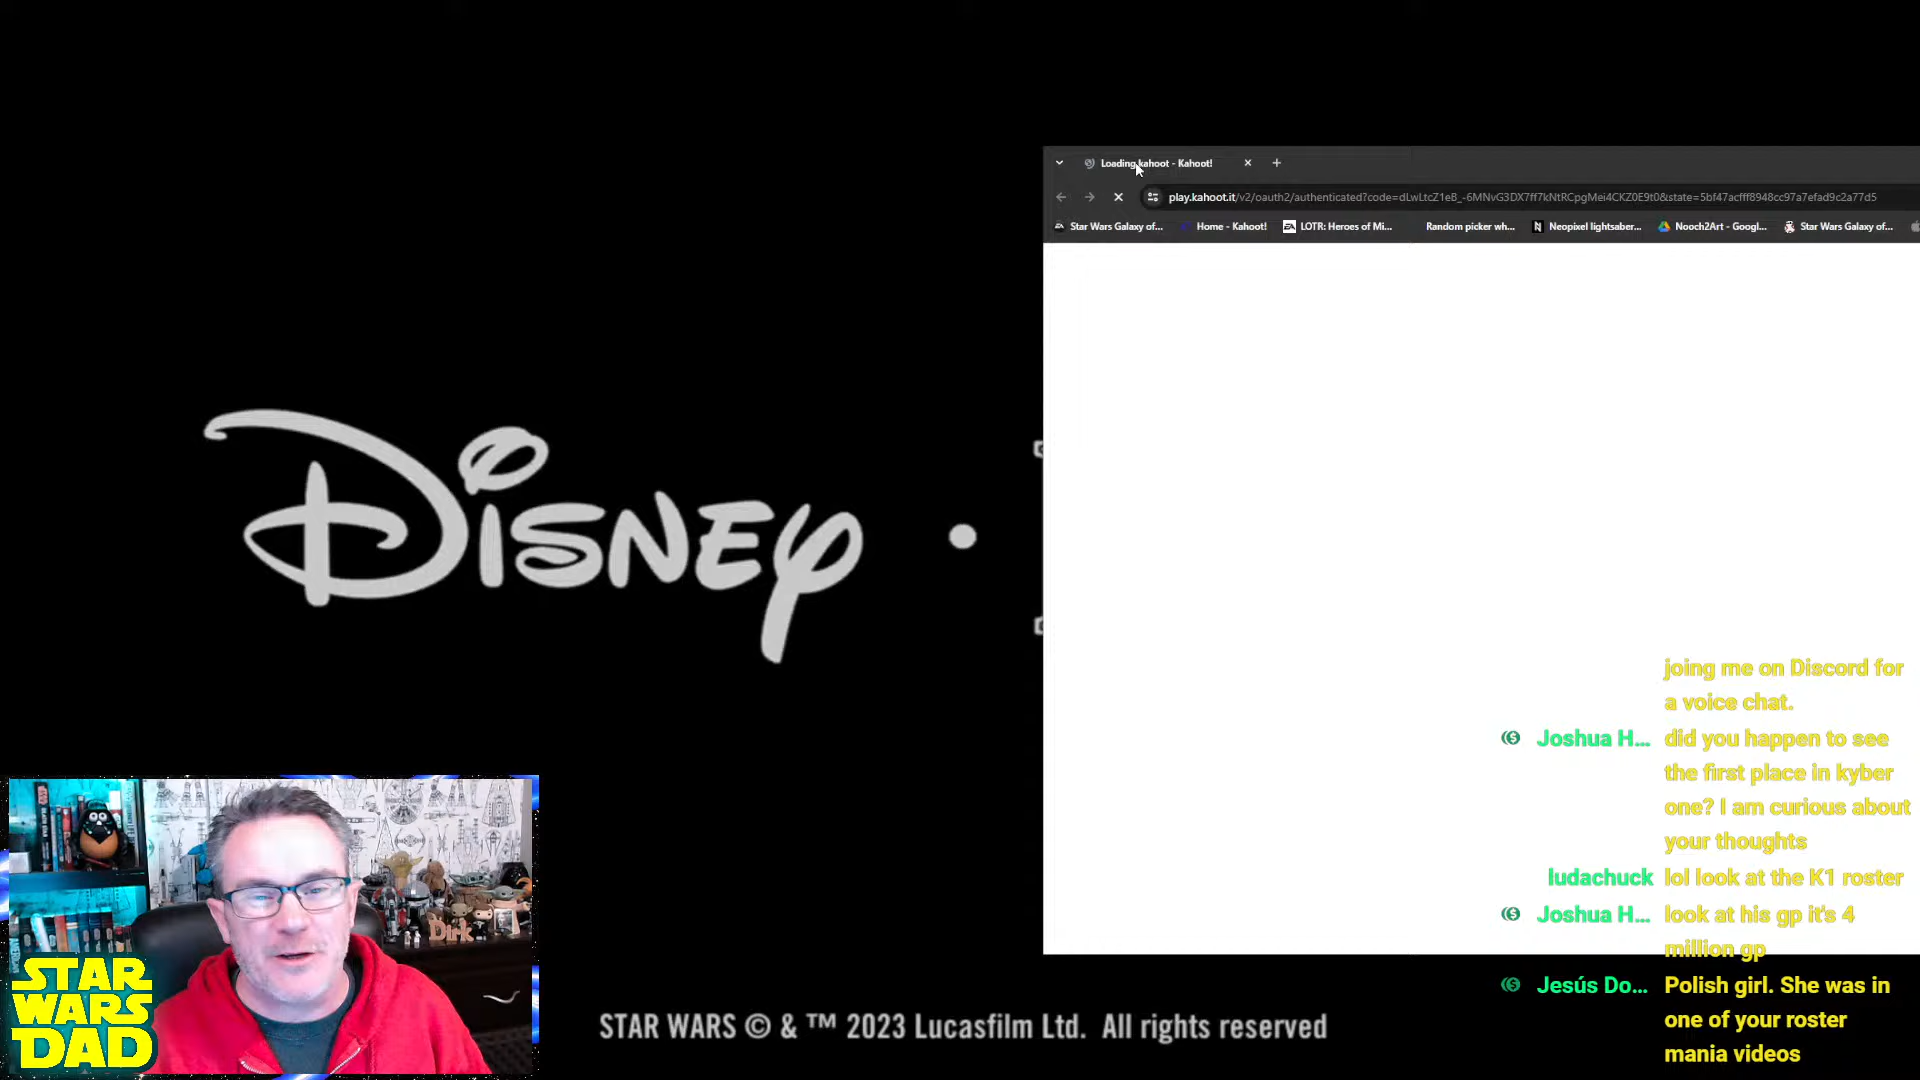 Loading kahoot - Kahoot!
play.kahoot.it/v2/oauth2/authenticated?code=dLwLtcZ1eB_-6MNvG3DX7ff7kNtRCpgMei4CKZ0E9t0&state=5bf47acfff8948cc97a7efad9c2a77d5
Star Wars Galaxy of... Home - Kahoot! LOTR: Heroes of Mi... Random picker wh... Neopixel lightsaber... Nooch2Art - Googl... Star Wars Galaxy of...
Disney
joing me on Discord for
a voice chat.
Joshua H... did you happen to see
the first place in kyber
one? I am curious about
your thoughts
ludachuck lol look at the K1 roster
Joshua H... look at his gp it's 4
million gp
Jesús Do... Polish girl. She was in
one of your roster
mania videos
Dirk
STAR
WARS
DAD
STAR WARS © & ™ 2023 Lucasfilm Ltd. All rights reserved